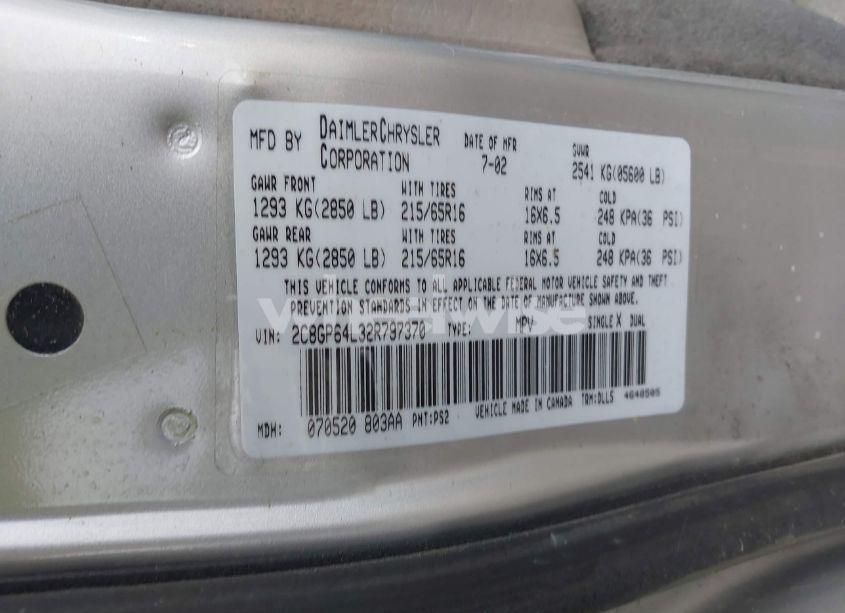 MFD BY DAIMLERCHRYSLER CORPORATION DATE OF MFR 7-02 GVWR 2541 KG(05600 LB)
GAWR FRONT WITH TIRES RIMS AT COLD
1293 KG(2850 LB) 215/65R16 16X6.5 248 KPA(36 PSI)
GAWR REAR WITH TIRES RIMS AT COLD
1293 KG(2850 LB) 215/65R16 16X6.5 248 KPA(36 PSI)
THIS VEHICLE CONFORMS TO ALL APPLICABLE FEDERAL MOTOR VEHICLE SAFETY AND THEFT
PREVENTION STANDARDS IN EFFECT ON THE DATE OF MANUFACTURE SHOWN ABOVE.
VIN: 2C8GP64L32R797370 TYPE: MPV SINGLE X DUAL
MDH: 070520 803AA PNT:PS2 VEHICLE MADE IN CANADA TRM:DLLS 4640505